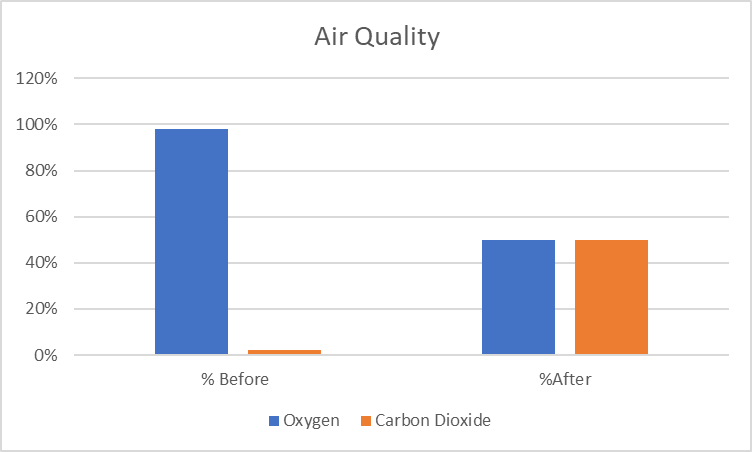 Air Quality
120%
100%
80%
60%
40%
20%
0%
% Before %After
Oxygen Carbon Dioxide